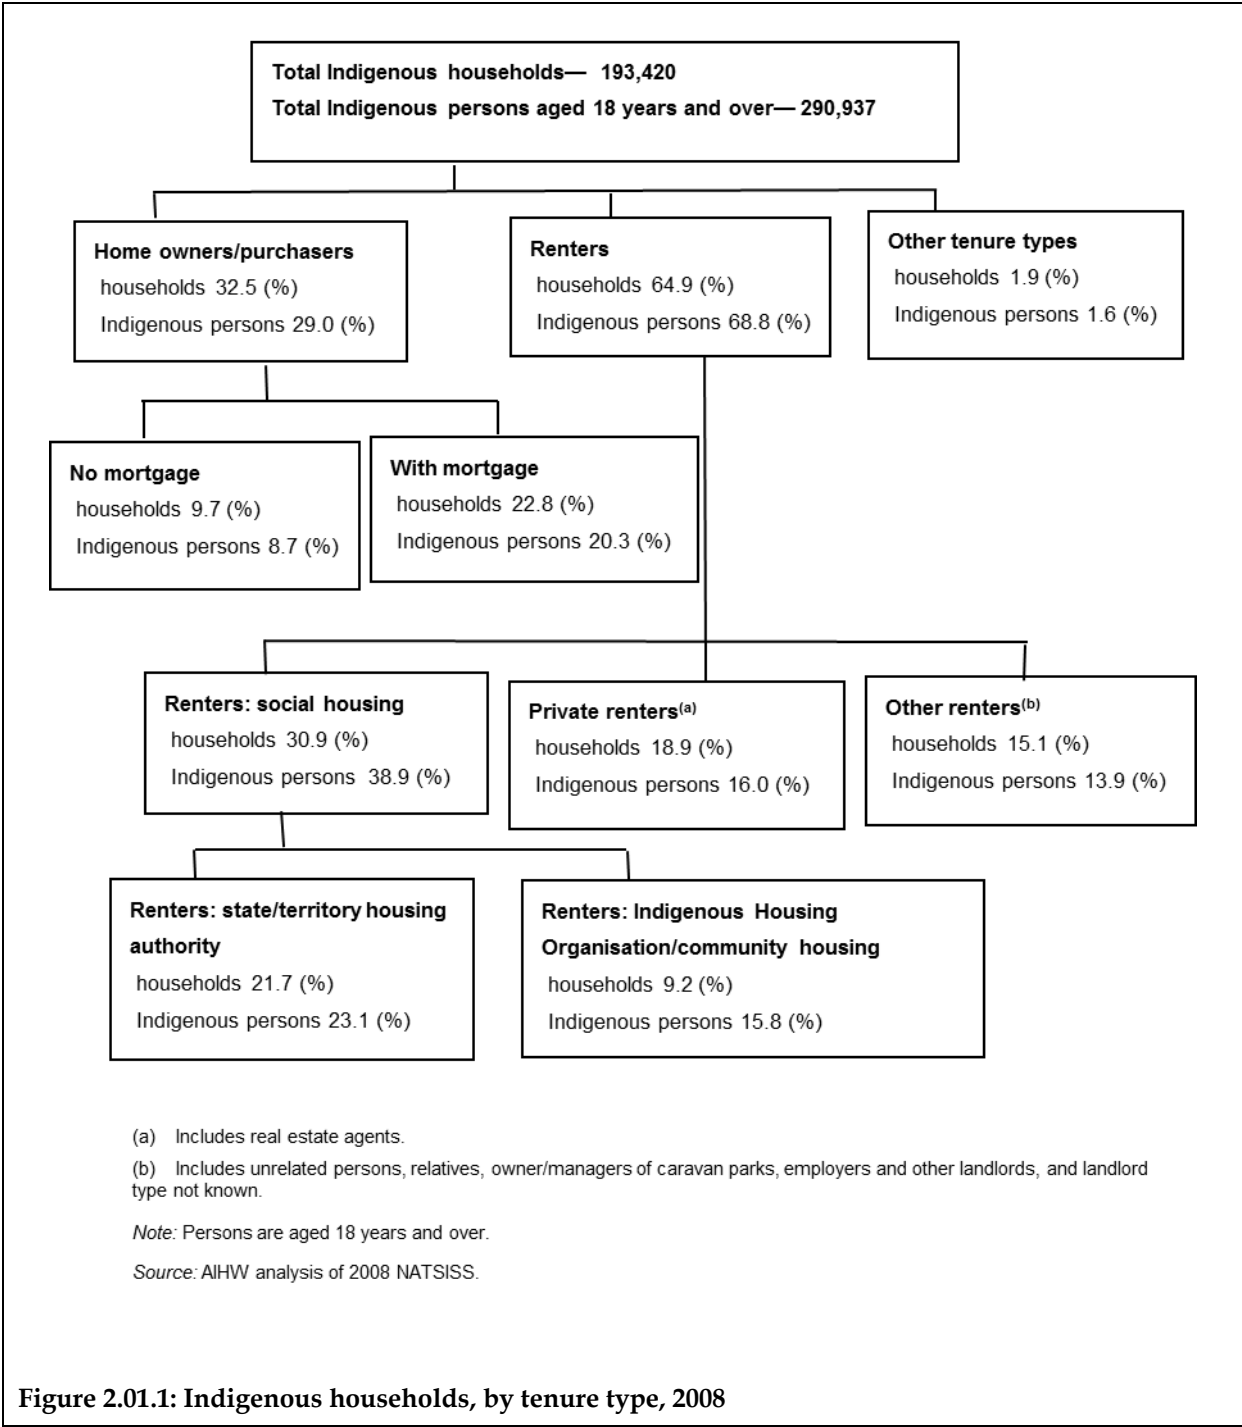 Total Indigenous households— 193,420
Total Indigenous persons aged 18 years and over— 290,937
Home owners/purchasers
households 32.5 (%)
Indigenous persons 29.0 (%)
Renters
households 64.9 (%)
Indigenous persons 68.8 (%)
Other tenure types
households 1.9 (%)
Indigenous persons 1.6 (%)
No mortgage
households 9.7 (%)
Indigenous persons 8.7 (%)
With mortgage
households 22.8 (%)
Indigenous persons 20.3 (%)
Renters: social housing
households 30.9 (%)
Indigenous persons 38.9 (%)
Private renters(a)
households 18.9 (%)
Indigenous persons 16.0 (%)
Other renters(b)
households 15.1 (%)
Indigenous persons 13.9 (%)
Renters: state/territory housing
authority
households 21.7 (%)
Indigenous persons 23.1 (%)
Renters: Indigenous Housing
Organisation/community housing
households 9.2 (%)
Indigenous persons 15.8 (%)
(a) Includes real estate agents.
(b) Includes unrelated persons, relatives, owner/managers of caravan parks, employers and other landlords, and landlord
type not known.
Note: Persons are aged 18 years and over.
Source: AIHW analysis of 2008 NATSISS.
Figure 2.01.1: Indigenous households, by tenure type, 2008